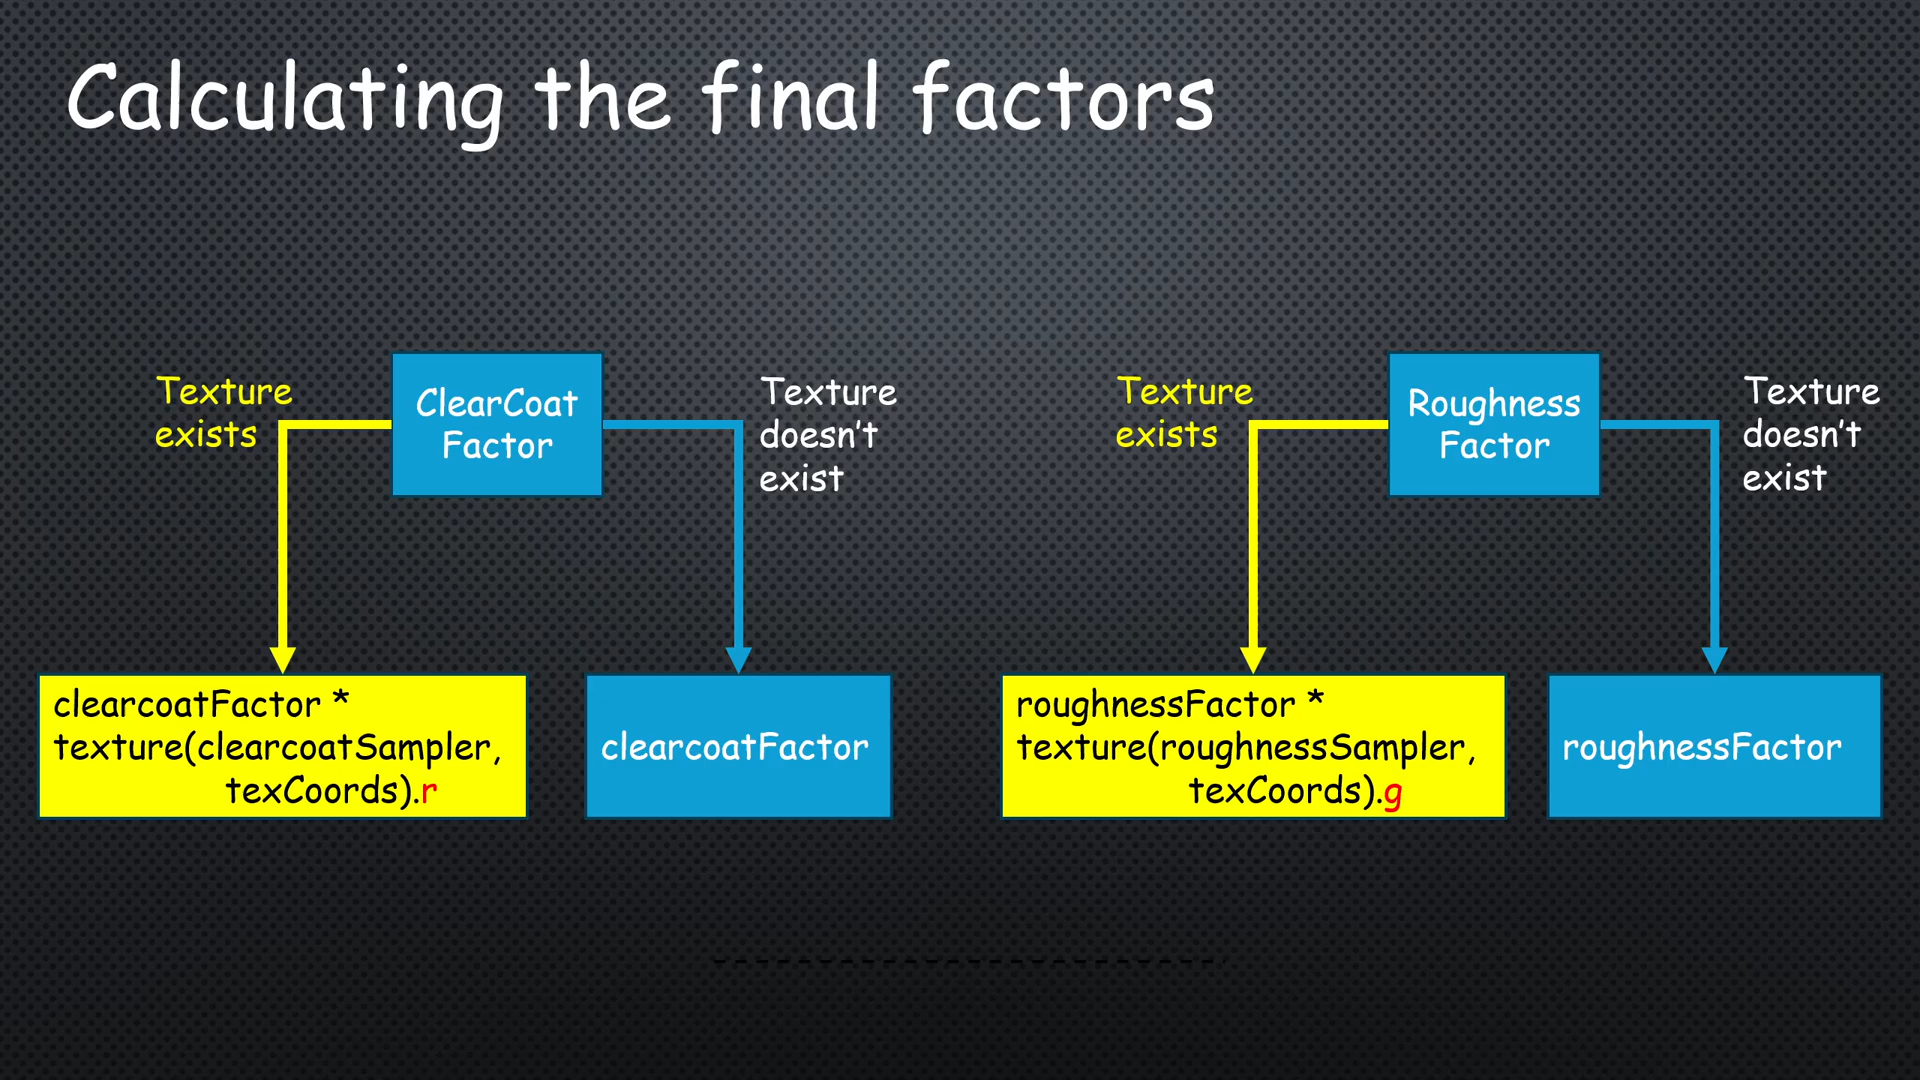 Calculating the final factors
Texture
exists
ClearCoat
Factor
Texture
doesn't
exist
clearcoatFactor *
texture(clearcoatSampler,
texCoords).r
clearcoatFactor
Texture
exists
Roughness
Factor
Texture
doesn't
exist
roughnessFactor *
texture(roughnessSampler,
texCoords).g
roughnessFactor